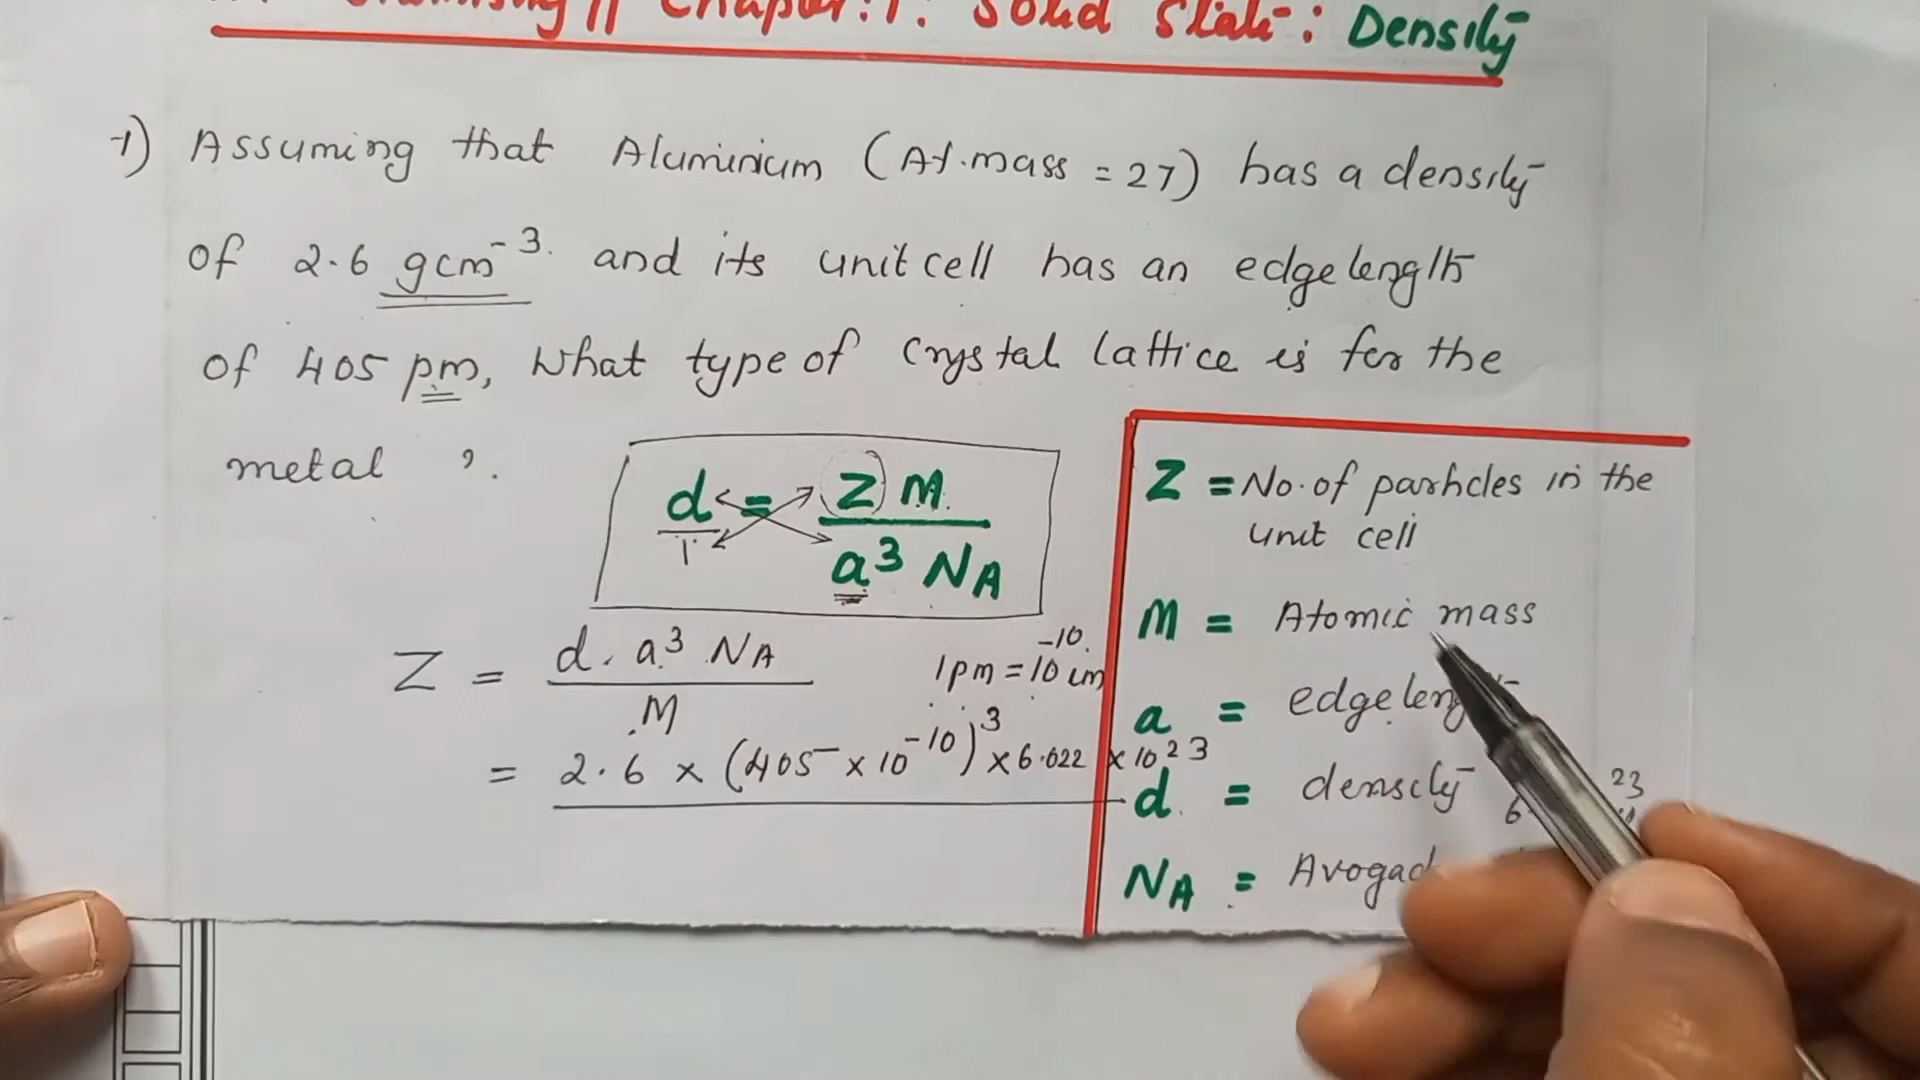 Chapter:1: Solid State: Density
1) Assuming that Aluminium (At.mass = 27) has a density
of 2.6 gcm⁻³. and its unit cell has an edge length
of 405 pm, What type of crystal lattice is for the
metal ?.
d/1 = Z M / a³ NA
Z = d. a³ NA / M
1pm = 10⁻¹⁰ cm
= 2.6 × (405 × 10⁻¹⁰)³ × 6.022 × 10²³
Z = No. of particles in the
unit cell
M = Atomic mass
a = edge
d = density
NA =